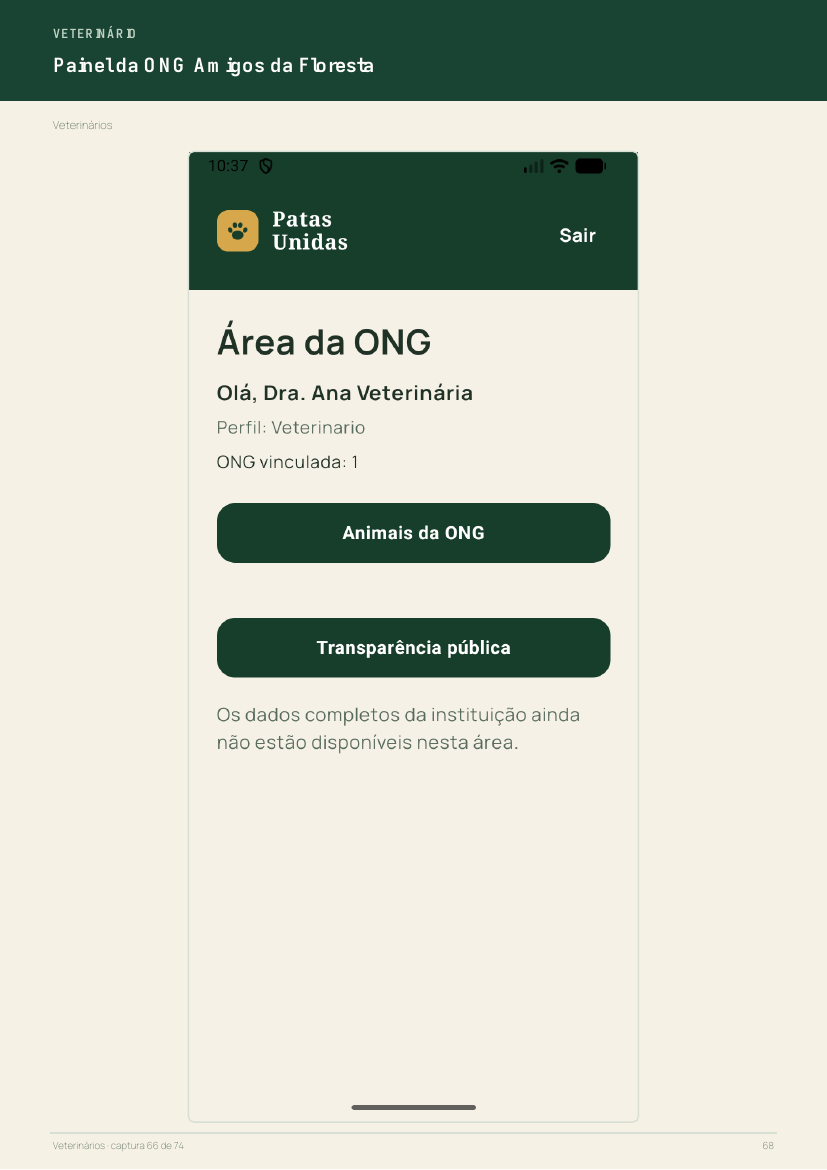 VETERINÁRIO
Painel da ONG Amigos da Floresta
Veterinários
10:37
Patas
Unidas
Sair
Área da ONG
Olá, Dra. Ana Veterinária
Perfil: Veterinario
ONG vinculada: 1
Animais da ONG
Transparência pública
Os dados completos da instituição ainda
não estão disponíveis nesta área.
Veterinários · captura 66 de 74
68